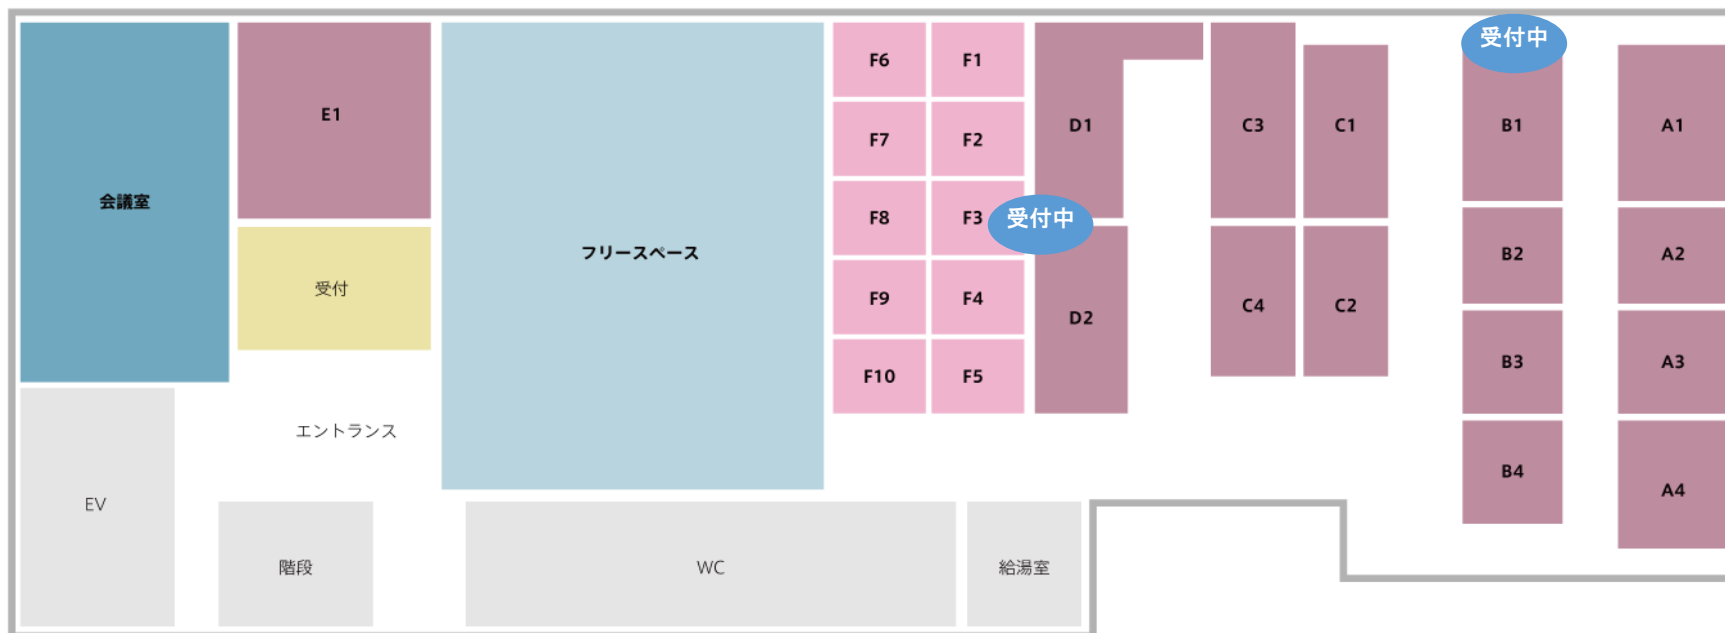 受付中
F6
F1
E1
D1
C3
C1
B1
A1
F7
F2
会議室
F8
F3
受付中
フリースペース
B2
A2
受付
F9
F4
D2
C4
C2
B3
A3
F10
F5
エントランス
B4
A4
EV
階段
WC
給湯室